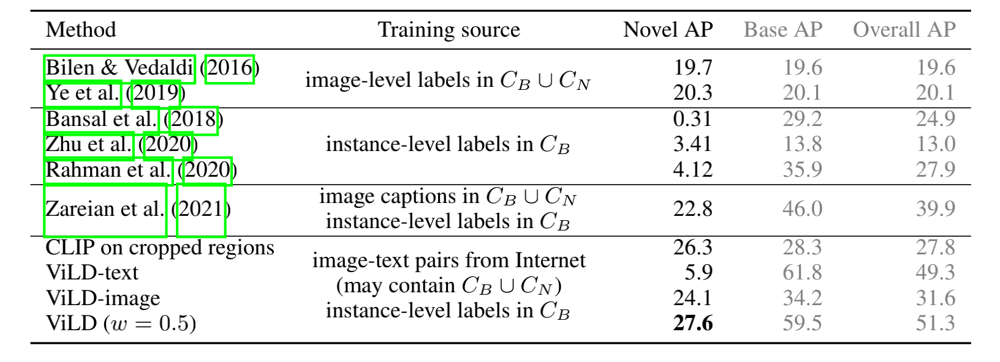 Method Training source Novel AP Base AP Overall AP
Bilen & Vedaldi (2016) 19.7 19.6 19.6
image-level labels in C_B ∪ C_N
Ye et al. (2019) 20.3 20.1 20.1
Bansal et al. (2018) 0.31 29.2 24.9
Zhu et al. (2020) instance-level labels in C_B 3.41 13.8 13.0
Rahman et al. (2020) 4.12 35.9 27.9
image captions in C_B ∪ C_N
Zareian et al. (2021) 22.8 46.0 39.9
instance-level labels in C_B
CLIP on cropped regions 26.3 28.3 27.8
image-text pairs from Internet
ViLD-text 5.9 61.8 49.3
(may contain C_B ∪ C_N)
ViLD-image 24.1 34.2 31.6
instance-level labels in C_B
ViLD (w = 0.5) 27.6 59.5 51.3